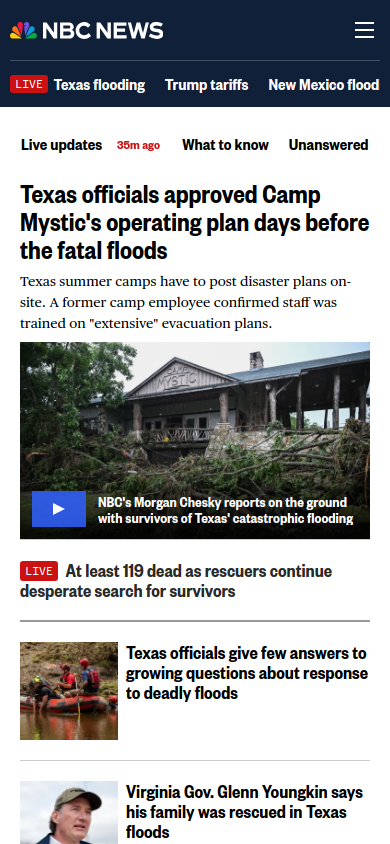 NBC NEWS
LIVE Texas flooding Trump tariffs New Mexico flood
Live updates 35m ago What to know Unanswered
Texas officials approved Camp
Mystic's operating plan days before
the fatal floods
Texas summer camps have to post disaster plans on-
site. A former camp employee confirmed staff was
trained on "extensive" evacuation plans.
CAMP
MYSTIC
NBC's Morgan Chesky reports on the ground
with survivors of Texas' catastrophic flooding
LIVE At least 119 dead as rescuers continue
desperate search for survivors
Texas officials give few answers to
growing questions about response
to deadly floods
Virginia Gov. Glenn Youngkin says
his family was rescued in Texas
floods